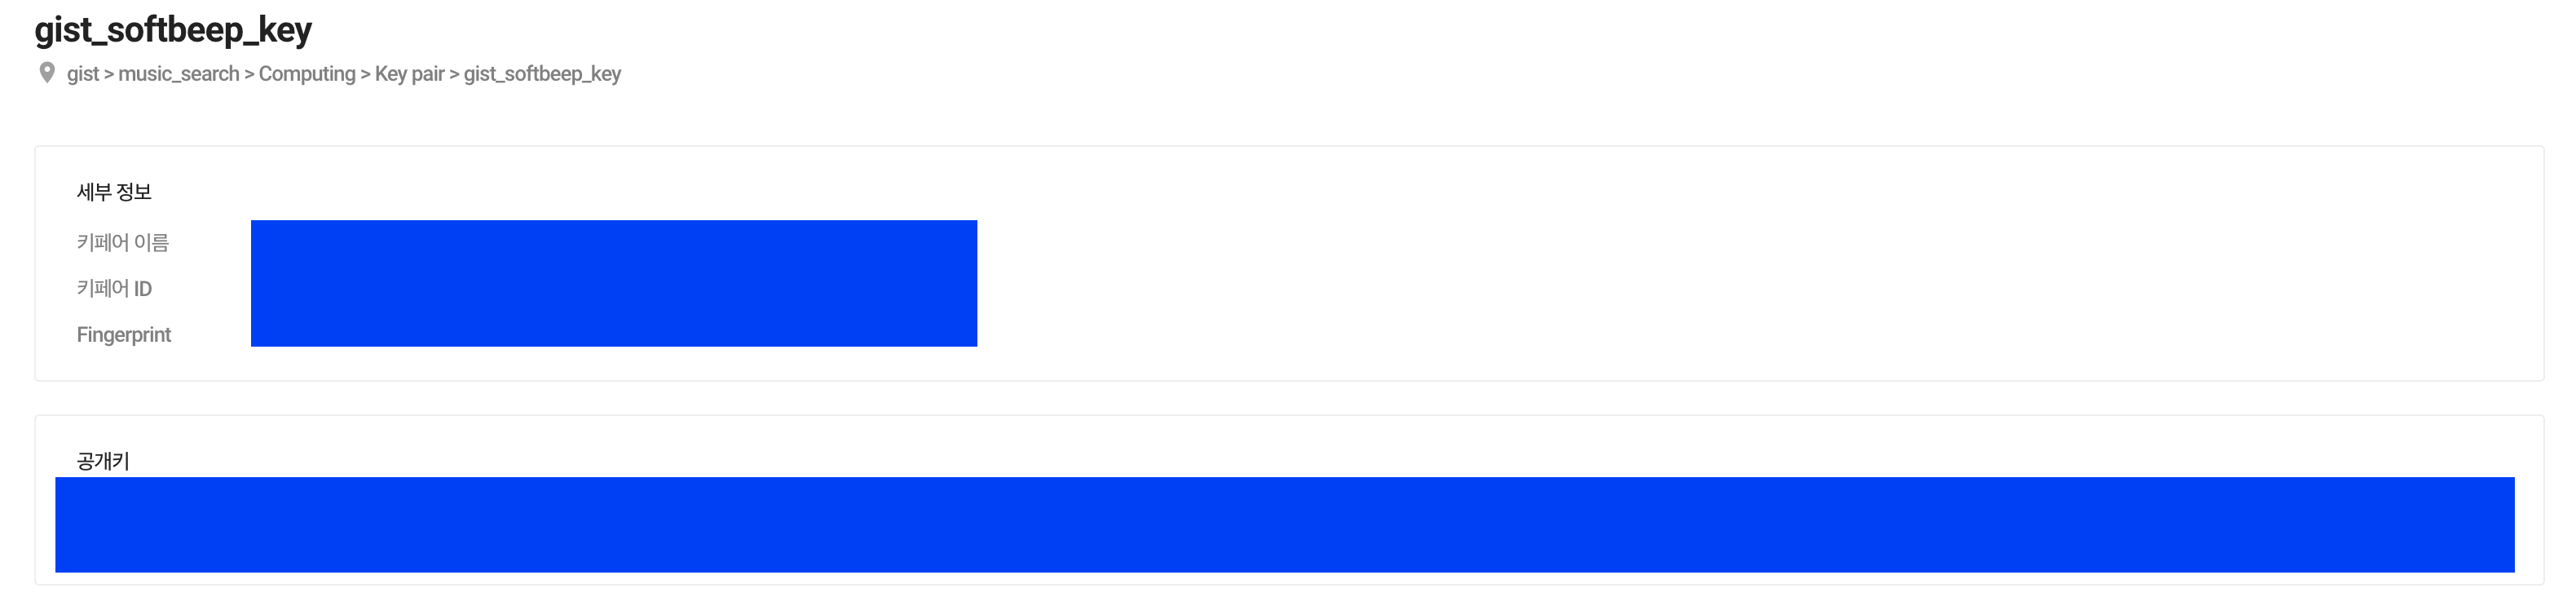 gist_softbeep_key
gist > music_search > Computing > Key pair > gist_softbeep_key
세부 정보
키페어 이름
키페어 ID
Fingerprint
공개키